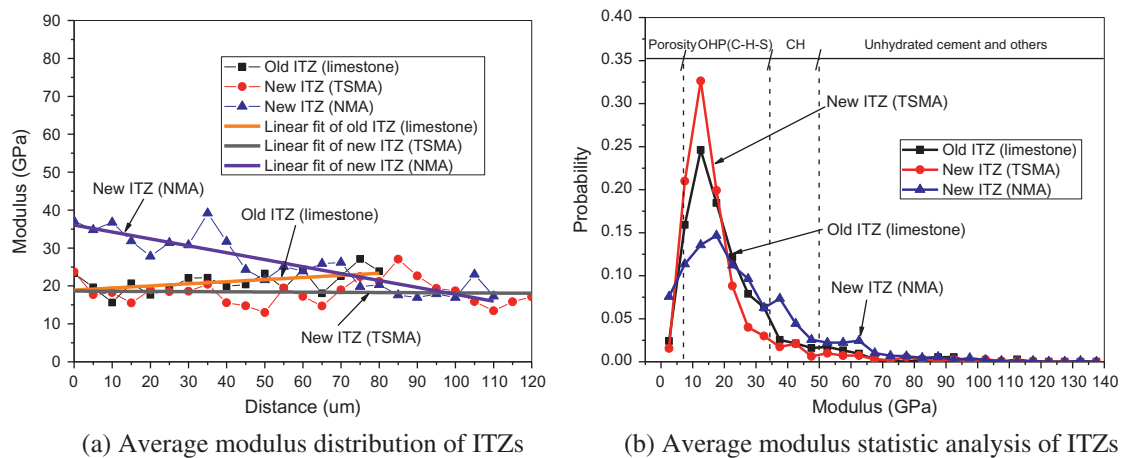 90
80
70
60
50
40
30
20
10
0
Modulus (GPa)
Old ITZ (limestone)
New ITZ (TSMA)
New ITZ (NMA)
Linear fit of old ITZ (limestone)
Linear fit of new ITZ (TSMA)
Linear fit of new ITZ (NMA)
New ITZ (NMA)
Old ITZ (limestone)
New ITZ (TSMA)
0 10 20 30 40 50 60 70 80 90 100 110 120
Distance (um)
(a) Average modulus distribution of ITZs
0.40
0.35
0.30
0.25
0.20
0.15
0.10
0.05
0.00
Probability
Porosity OHP(C-H-S) CH Unhydrated cement and others
New ITZ (TSMA)
Old ITZ (limestone)
New ITZ (TSMA)
New ITZ (NMA)
Old ITZ (limestone)
New ITZ (NMA)
0 10 20 30 40 50 60 70 80 90 100 110 120 130 140
Modulus (GPa)
(b) Average modulus statistic analysis of ITZs